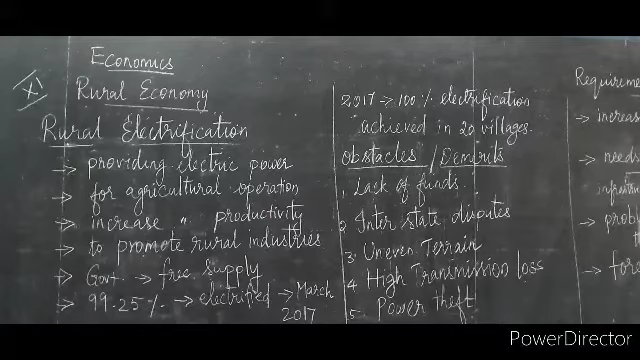 Economics
XI
Rural Economy
Rural Electrification
→ providing electric power
→ for agricultural operation
→ increase " productivity
→ to promote rural industries
→ Govt. → free supply
→ 99.25% → electrified → March 2017
2017 → 100% electrification
achieved in 20 villages.
Obstacles / Demerits
1. Lack of funds.
2. Inter state disputes
3. Uneven Terrain
4. High Transmission loss
5. Power theft
Requireme
→ increas
→ needs
infrastru
→ prob
→ fore
PowerDirector